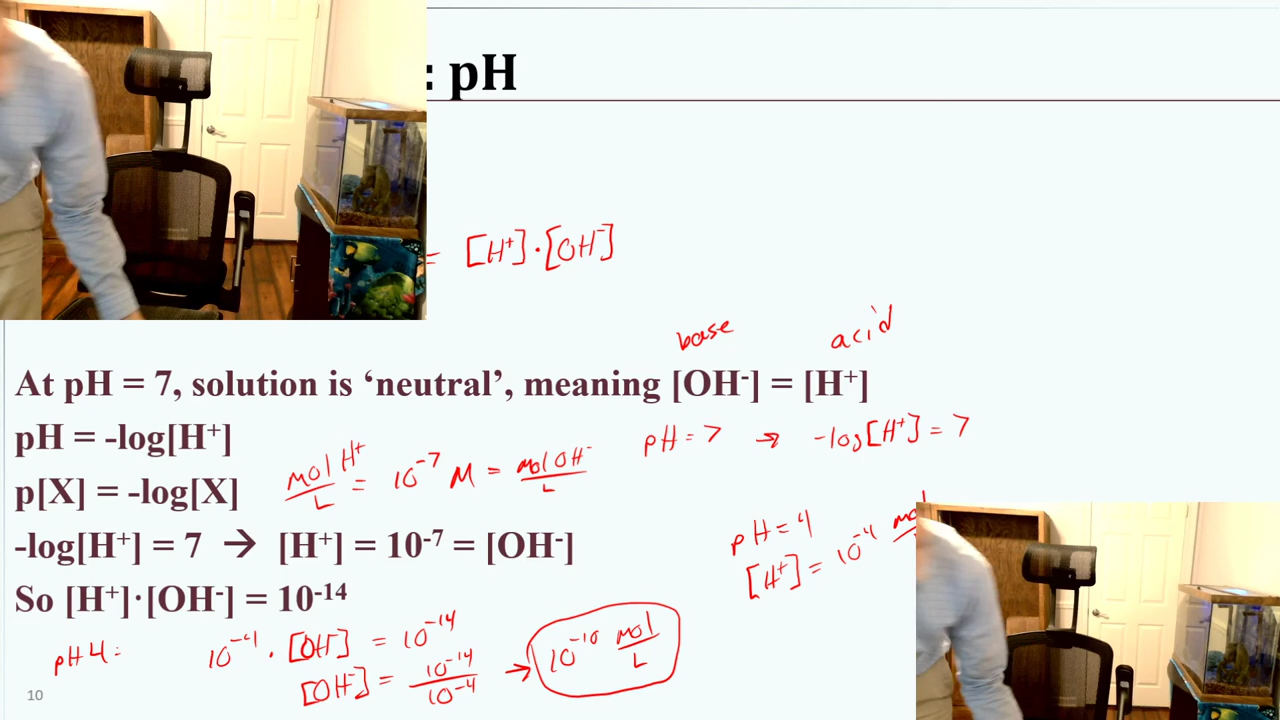 : pH
= [H⁺]·[OH⁻]
base acid
At pH = 7, solution is ‘neutral’, meaning [OH⁻] = [H⁺]
pH = -log[H⁺]
pH = 7 → -log[H⁺] = 7
mol H⁺/L = 10⁻⁷ M = mol OH⁻/L
p[X] = -log[X]
pH = 4
[H⁺] = 10⁻⁴
-log[H⁺] = 7 → [H⁺] = 10⁻⁷ = [OH⁻]
So [H⁺]·[OH⁻] = 10⁻¹⁴
pH 4: 10⁻⁴ · [OH⁻] = 10⁻¹⁴
[OH⁻] = 10⁻¹⁴/10⁻⁴ → 10⁻¹⁰ mol/L
10